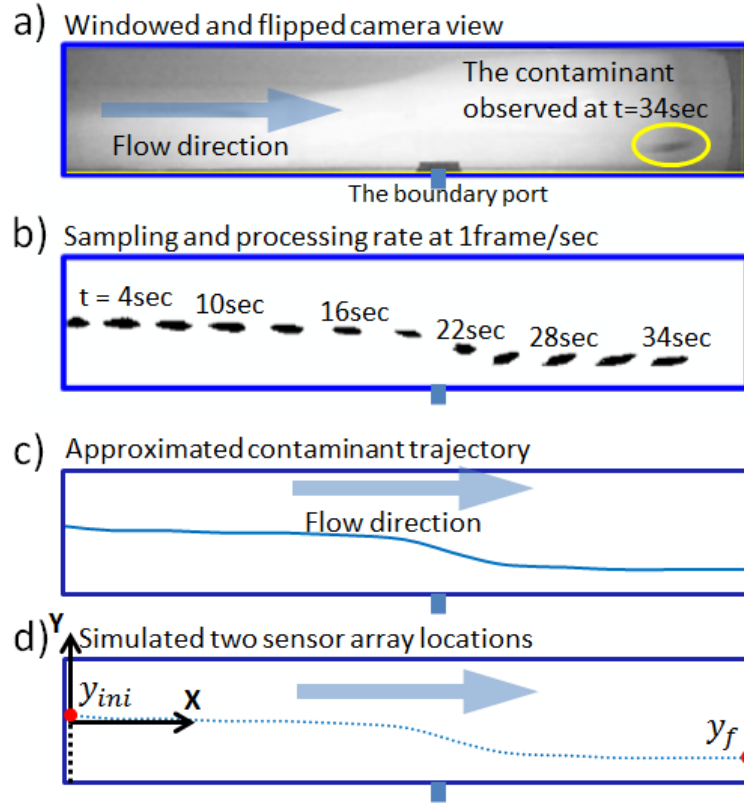 a) Windowed and flipped camera view
The contaminant
observed at t=34sec
Flow direction
The boundary port
b) Sampling and processing rate at 1frame/sec
t = 4sec 10sec 16sec 22sec 28sec 34sec
c) Approximated contaminant trajectory
Flow direction
d) Simulated two sensor array locations
Y
y_ini X
y_f